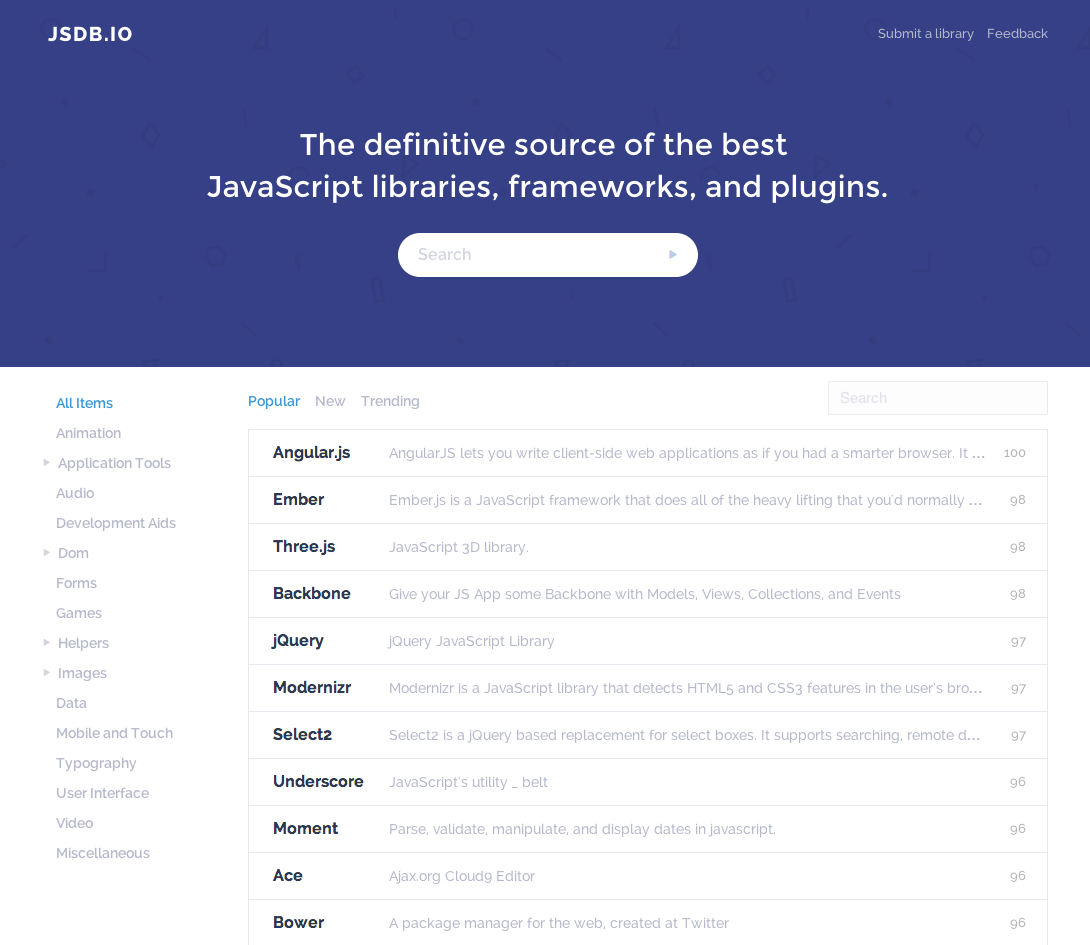 JSDB.IO
Submit a library Feedback
The definitive source of the best
JavaScript libraries, frameworks, and plugins.
Search
All Items
Animation
Application Tools
Audio
Development Aids
Dom
Forms
Games
Helpers
Images
Data
Mobile and Touch
Typography
User Interface
Video
Miscellaneous
Popular New Trending
Search
Angular.js AngularJS lets you write client-side web applications as if you had a smarter browser. It ... 100
Ember Ember.js is a JavaScript framework that does all of the heavy lifting that you'd normally ... 98
Three.js JavaScript 3D library. 98
Backbone Give your JS App some Backbone with Models, Views, Collections, and Events 98
jQuery jQuery JavaScript Library 97
Modernizr Modernizr is a JavaScript library that detects HTML5 and CSS3 features in the user's bro... 97
Select2 Select2 is a jQuery based replacement for select boxes. It supports searching, remote d... 97
Underscore JavaScript's utility _ belt 96
Moment Parse, validate, manipulate, and display dates in javascript. 96
Ace Ajax.org Cloud9 Editor 96
Bower A package manager for the web, created at Twitter 96